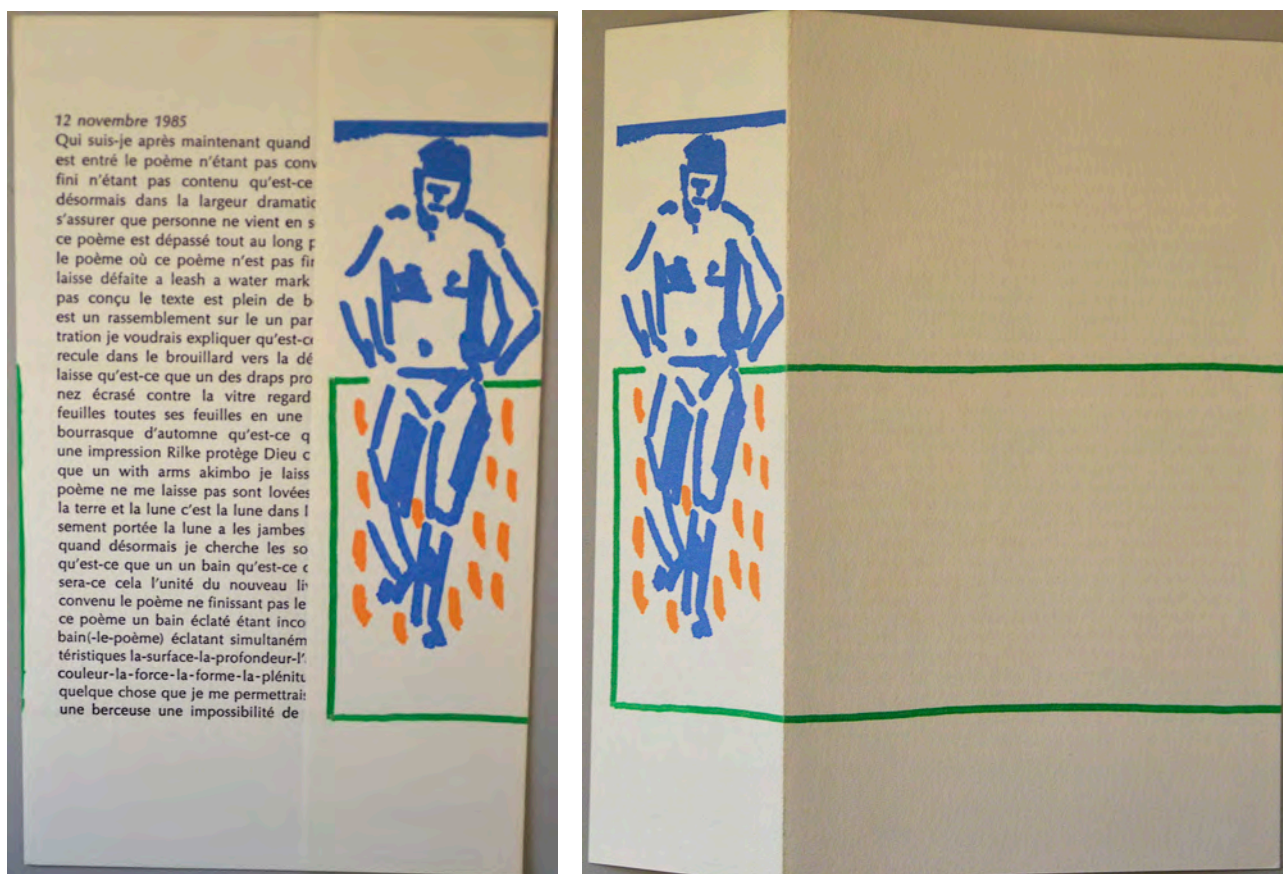 12 novembre 1985
Qui suis-je après maintenant quand
est entré le poème n'étant pas conv
fini n'étant pas contenu qu'est-ce
désormais dans la largeur dramatic
s'assurer que personne ne vient en s
ce poème est dépassé tout au long p
le poème où ce poème n'est pas fir
laisse défaite a leash a water mark
pas conçu le texte est plein de b
est un rassemblement sur le un par
tration je voudrais expliquer qu'est-ce
recule dans le brouillard vers la dé
laisse qu'est-ce que un des draps pro
nez écrasé contre la vitre regard
feuilles toutes ses feuilles en une
bourrasque d'automne qu'est-ce q
une impression Rilke protège Dieu c
que un with arms akimbo je laiss
poème ne me laisse pas sont lovées
la terre et la lune c'est la lune dans l
sement portée la lune a les jambes
quand désormais je cherche les so
qu'est-ce que un un bain qu'est-ce c
sera-ce cela l'unité du nouveau li
convenu le poème ne finissant pas le
ce poème un bain éclaté étant inco
bain(-le-poème) éclatant simultaném
téristiques la-surface-la-profondeur-l'
couleur-la-force-la-forme-la-plénitu
quelque chose que je me permettrais
une berceuse une impossibilité de